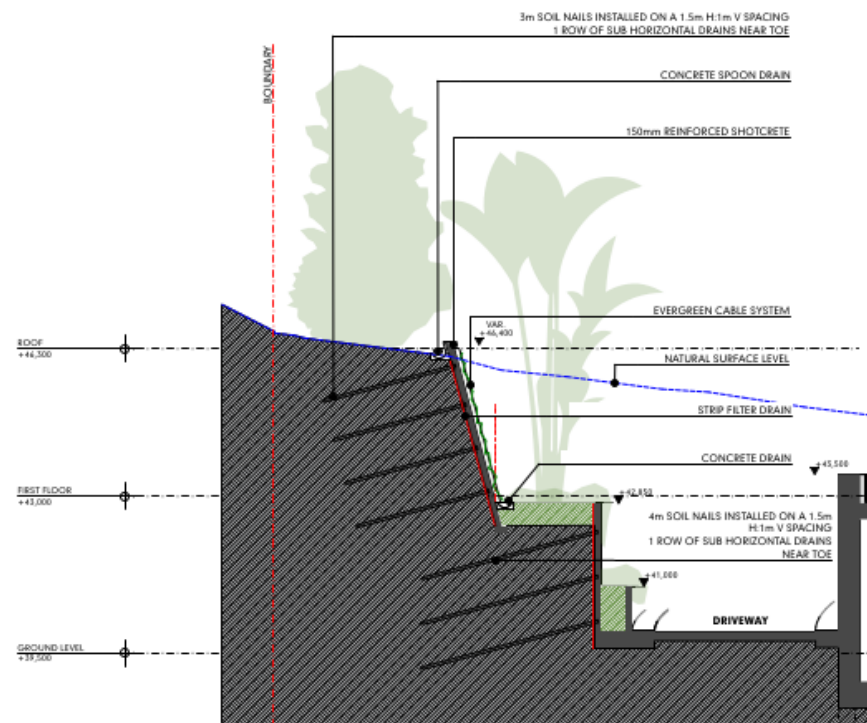 3m SOIL NAILS INSTALLED ON A 1.5m H:1m V SPACING
1 ROW OF SUB HORIZONTAL DRAINS NEAR TOE
BOUNDARY
CONCRETE SPOON DRAIN
150mm REINFORCED SHOTCRETE
EVERGREEN CABLE SYSTEM
VAR.
+46,400
ROOF
+46,300
NATURAL SURFACE LEVEL
STRIP FILTER DRAIN
CONCRETE DRAIN
+43,500
FIRST FLOOR
+43,000
+42,850
4m SOIL NAILS INSTALLED ON A 1.5m
H:1m V SPACING
1 ROW OF SUB HORIZONTAL DRAINS
NEAR TOE
+41,000
DRIVEWAY
GROUND LEVEL
+39,500